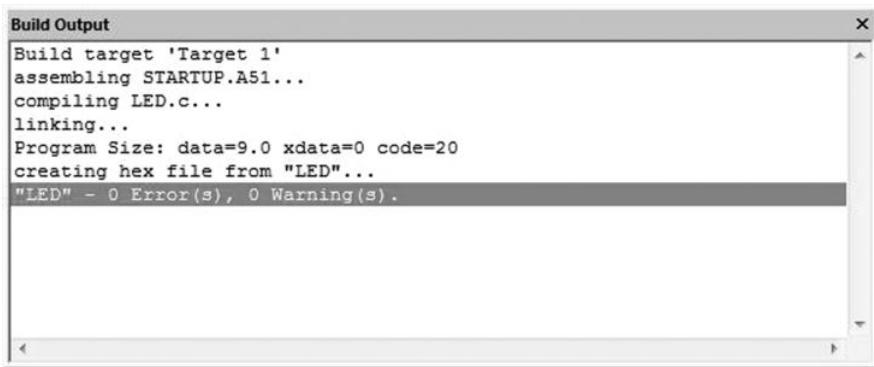 Build Output
Build target 'Target 1'
assembling STARTUP.A51...
compiling LED.c...
linking...
Program Size: data=9.0 xdata=0 code=20
creating hex file from "LED"...
"LED" - 0 Error(s), 0 Warning(s).